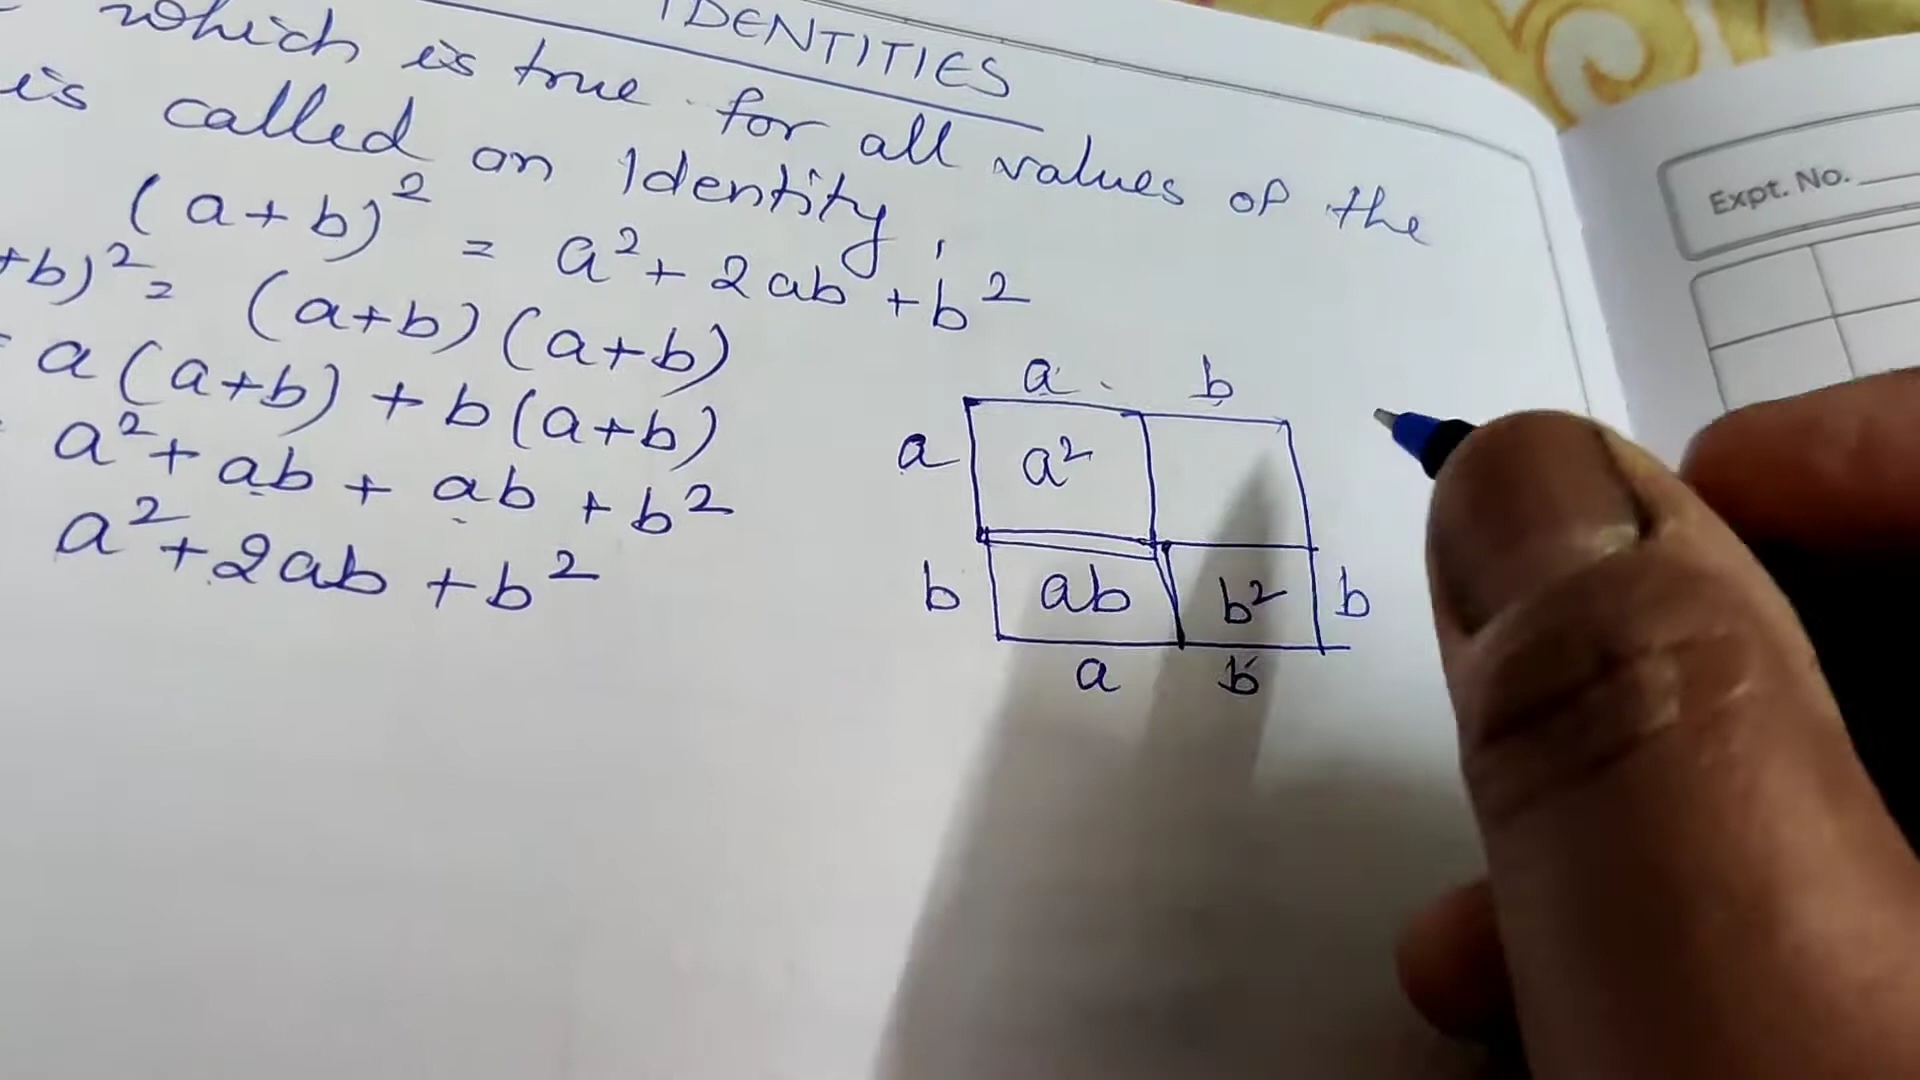 IDENTITIES
which is true for all values of the
is called an Identity,
(a+b)² = a²+2ab+b²
+b)² = (a+b)(a+b)
= a(a+b)+b(a+b)
a²+ab+ab+b²
a²+2ab+b²
a b
a a²
b ab b² b
a b
Expt. No.